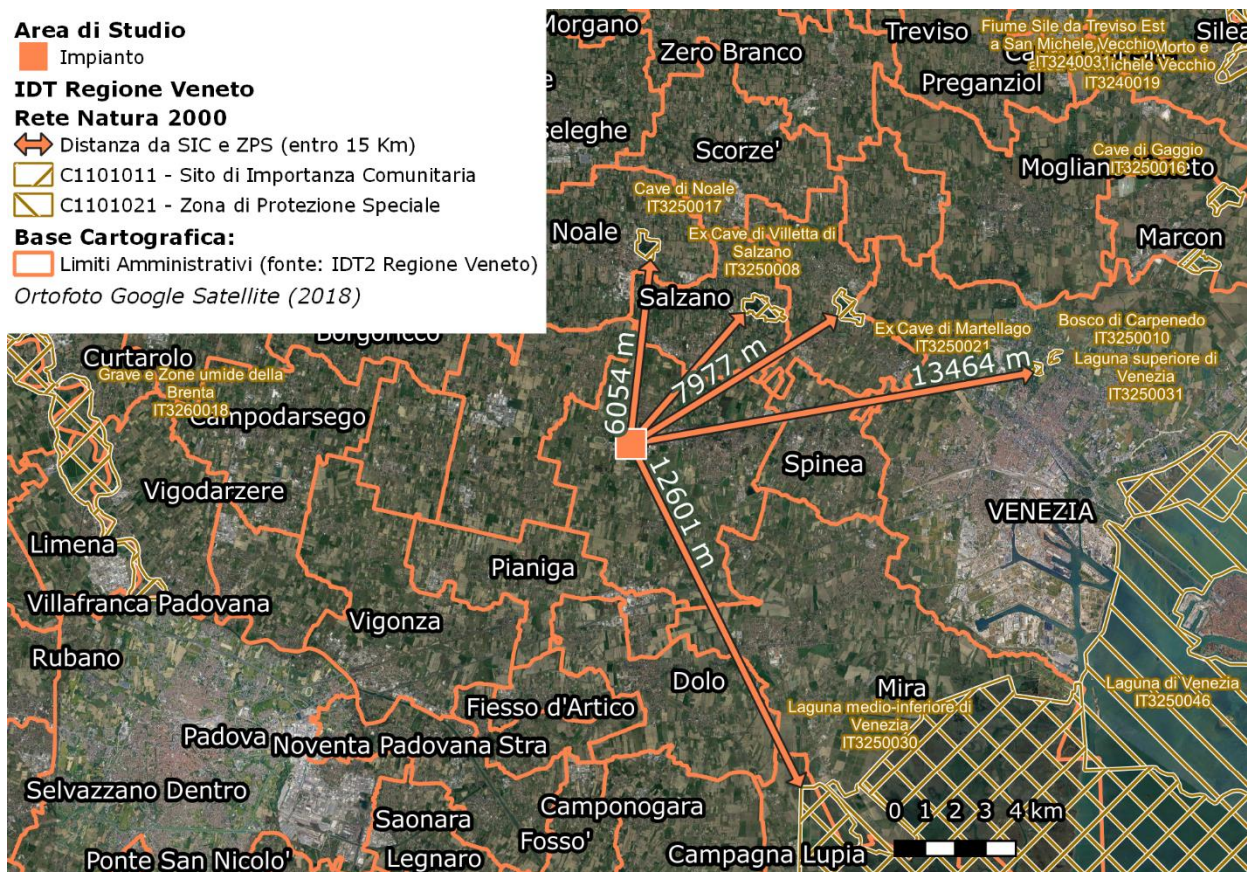 Area di Studio
Impianto
IDT Regione Veneto
Rete Natura 2000
Distanza da SIC e ZPS (entro 15 Km)
C1101011 - Sito di Importanza Comunitaria
C1101021 - Zona di Protezione Speciale
Base Cartografica:
Limiti Amministrativi (fonte: IDT2 Regione Veneto)
Ortofoto Google Satellite (2018)
Morgano
Zero Branco
Treviso
Fiume Sile da Treviso Est
a San Michele Vecchio
IT3240031
Morto e
Michele Vecchio
IT3240019
Silea
Preganziol
Scorze'
Mogliano
Cave di Gaggio
IT3250016
Cave di Noale
IT3250017
Noale
Ex Cave di Villetta di
Salzano
IT3250008
Marcon
Salzano
Ex Cave di Martellago
IT3250021
Bosco di Carpenedo
IT3250010
Laguna superiore di
Venezia
IT3250031
Borgoricco
Curtarolo
Grave e Zone umide della
Brenta
IT3260018
Campodarsego
6054 m
7977 m
13464 m
12601 m
Vigodarzere
Spinea
VENEZIA
Limena
Pianiga
Villafranca Padovana
Vigonza
Rubano
Dolo
Mira
Laguna di Venezia
IT3250046
Fiesso d'Artico
Laguna medio-inferiore di
Venezia
IT3250030
Padova
Noventa Padovana
Stra
Selvazzano Dentro
Camponogara
Saonara
Fosso'
0 1 2 3 4 km
Ponte San Nicolo'
Legnaro
Campagna Lupia